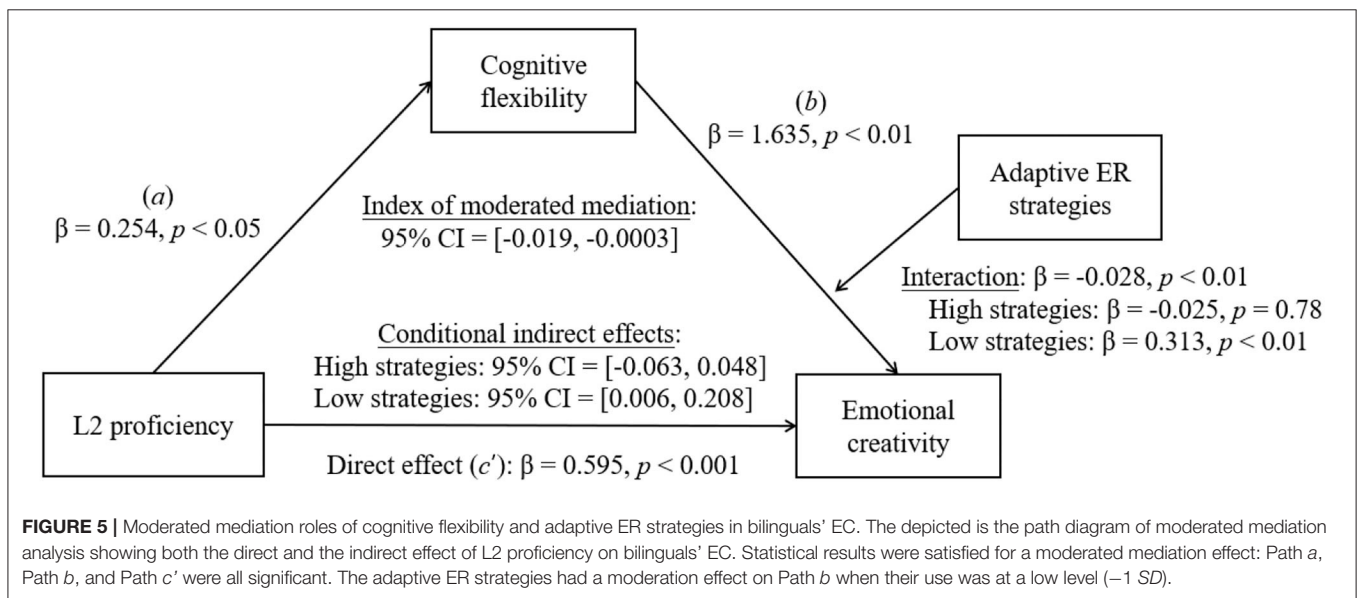 Cognitive
flexibility
(b)
β = 1.635, p < 0.01
Adaptive ER
strategies
(a)
β = 0.254, p < 0.05
Index of moderated mediation:
95% CI = [-0.019, -0.0003]
Interaction: β = -0.028, p < 0.01
High strategies: β = -0.025, p = 0.78
Low strategies: β = 0.313, p < 0.01
Conditional indirect effects:
High strategies: 95% CI = [-0.063, 0.048]
Low strategies: 95% CI = [0.006, 0.208]
L2 proficiency
Emotional
creativity
Direct effect (c'): β = 0.595, p < 0.001
FIGURE 5 | Moderated mediation roles of cognitive flexibility and adaptive ER strategies in bilinguals' EC. The depicted is the path diagram of moderated mediation
analysis showing both the direct and the indirect effect of L2 proficiency on bilinguals' EC. Statistical results were satisfied for a moderated mediation effect: Path a,
Path b, and Path c' were all significant. The adaptive ER strategies had a moderation effect on Path b when their use was at a low level (−1 SD).